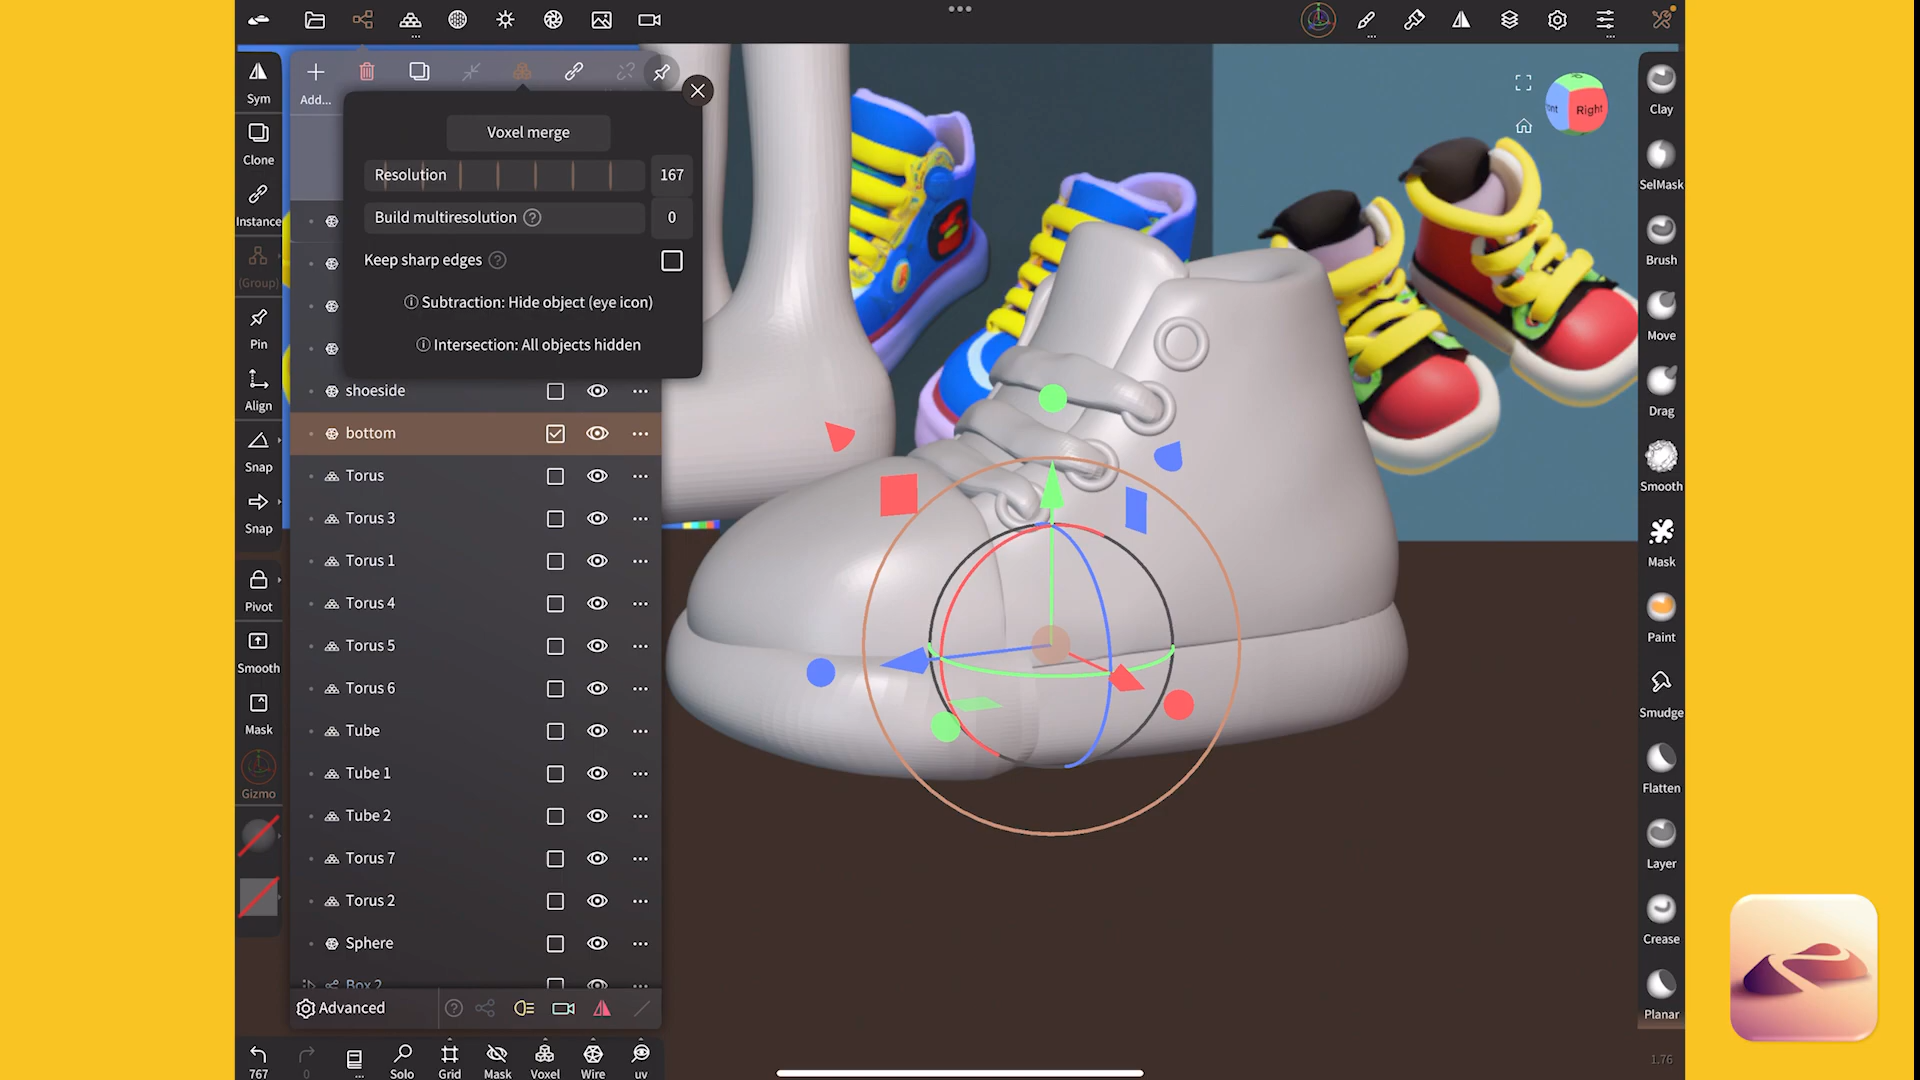 Sym
Clone
Instance
(Group)
Pin
Align
Snap
Snap
Pivot
Smooth
Mask
Gizmo
Add...
Voxel merge
Resolution 167
Build multiresolution ? 0
Keep sharp edges ?
Subtraction: Hide object (eye icon)
Intersection: All objects hidden
shoeside
bottom
Torus
Torus 3
Torus 1
Torus 4
Torus 5
Torus 6
Tube
Tube 1
Tube 2
Torus 7
Torus 2
Sphere
Box 2
Advanced
767
0
Solo
Grid
Mask
Voxel
Wire
uv
Right
Clay
SelMask
Brush
Move
Drag
Smooth
Mask
Paint
Smudge
Flatten
Layer
Crease
Planar
1.76